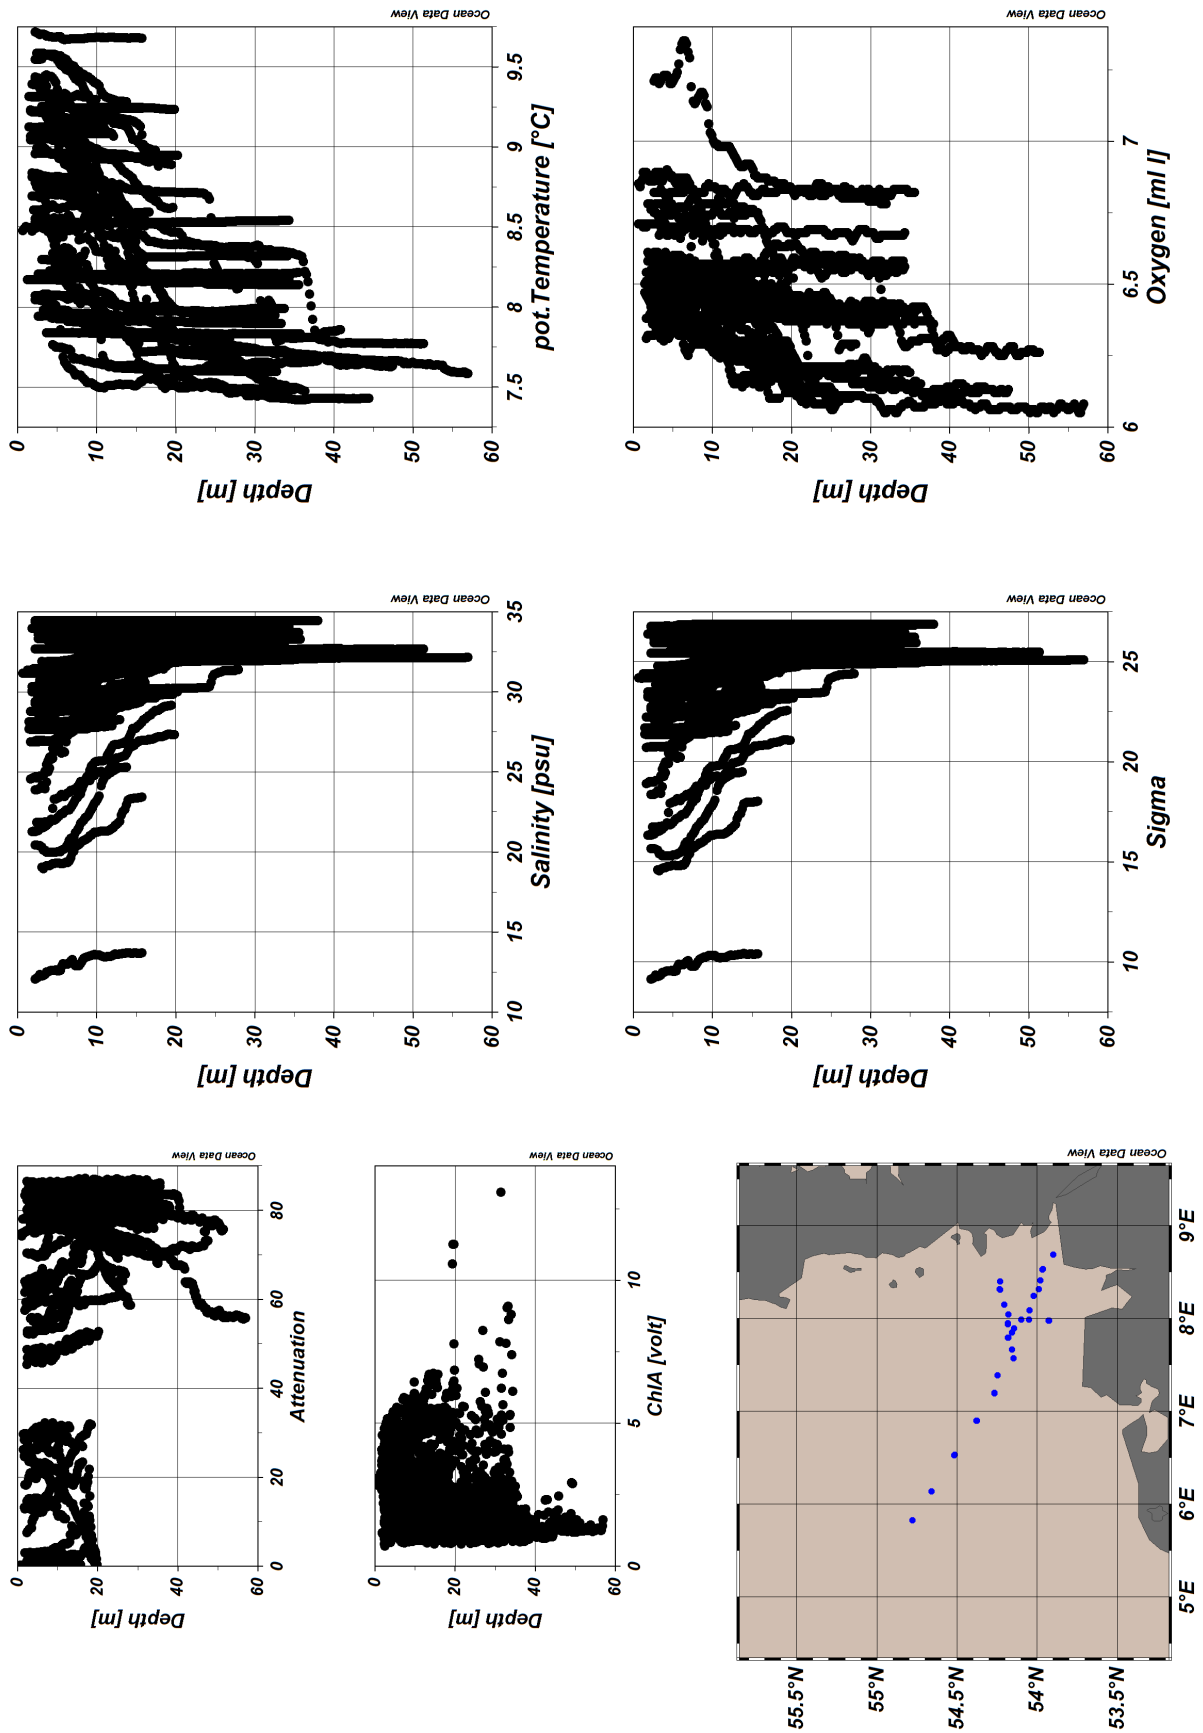 Ocean Data View
0
20
40
60
Depth [m]
0 20 40 60 80
Attenuation
Ocean Data View
0
10
20
30
40
50
60
Depth [m]
10 15 20 25 30 35
Salinity [psu]
Ocean Data View
0
10
20
30
40
50
60
Depth [m]
7.5 8 8.5 9 9.5
pot.Temperature [°C]
Ocean Data View
0
20
40
60
Depth [m]
0 5 10
ChlA [volt]
Ocean Data View
55.5°N
55°N
54.5°N
54°N
53.5°N
5°E 6°E 7°E 8°E 9°E
Ocean Data View
0
10
20
30
40
50
60
Depth [m]
10 15 20 25
Sigma
Ocean Data View
0
10
20
30
40
50
60
Depth [m]
6 6.5 7
Oxygen [ml l]